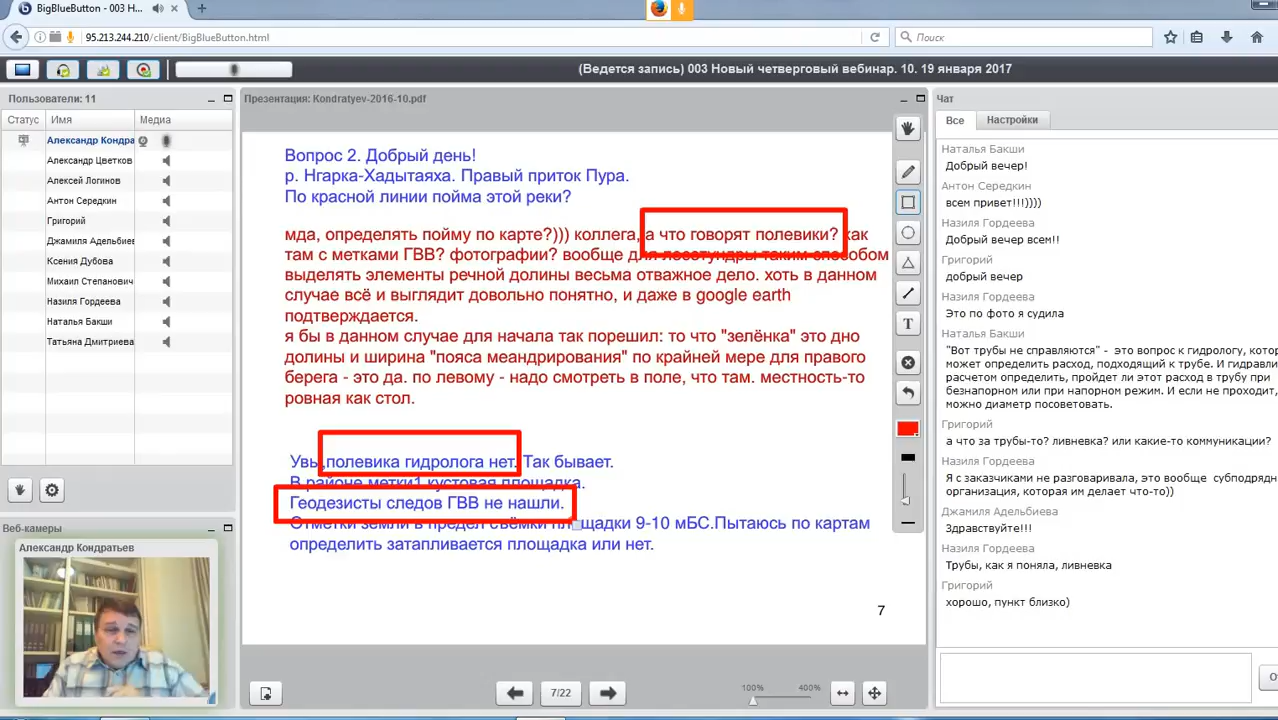 BigBlueButton - 003 Н...
95.213.244.210/client/BigBlueButton.html
Поиск
(Ведется запись) 003 Новый четверговый вебинар. 10. 19 января 2017
Пользователи: 11
Статус Имя Медиа
Александр Кондра
Александр Цветков
Алексей Логинов
Антон Середкин
Григорий
Джамиля Адельбие
Ксения Дубова
Михаил Степанович
Назиля Гордеева
Наталья Бакши
Татьяна Дмитриева
Веб-камеры
Александр Кондратьев
Презентация: Kondratyev-2016-10.pdf
Вопрос 2. Добрый день!
р. Нгарка-Хадытаяха. Правый приток Пура.
По красной линии пойма этой реки?
мда, определять пойму по карте?))) коллега, а что говорят полевики? как
там с метками ГВВ? фотографии? вообще для лесотундры таким способом
выделять элементы речной долины весьма отважное дело. хоть в данном
случае всё и выглядит довольно понятно, и даже в google earth
подтверждается.
я бы в данном случае для начала так порешил: то что "зелёнка" это дно
долины и ширина "пояса меандрирования" по крайней мере для правого
берега - это да. по левому - надо смотреть в поле, что там. местность-то
ровная как стол.
Увы,полевика гидролога нет. Так бывает.
В районе метки1 кустовая площадка.
Геодезисты следов ГВВ не нашли.
Отметки земли в предел съёмки площадки 9-10 мБС.Пытаюсь по картам
определить затапливается площадка или нет.
7
7/22
100% 400%
T
Чат
Все Настройки
Наталья Бакши
Добрый вечер!
Антон Середкин
всем привет!!!))))
Назиля Гордеева
Добрый вечер всем!!
Григорий
добрый вечер
Назиля Гордеева
Это по фото я судила
Наталья Бакши
"Вот трубы не справляются" - это вопрос к гидрологу, котор
может определить расход, подходящий к трубе. И гидравли
расчетом определить, пройдет ли этот расход в трубу при
безнапорном или при напорном режим. И если не проходит,
можно диаметр посоветовать.
Григорий
а что за трубы-то? ливневка? или какие-то коммуникации?
Назиля Гордеева
Я с заказчиками не разговаривала, это вообще субподрядн
организация, которая им делает что-то))
Джамиля Адельбиева
Здравствуйте!!!
Назиля Гордеева
Трубы, как я поняла, ливневка
Григорий
хорошо, пункт близко)